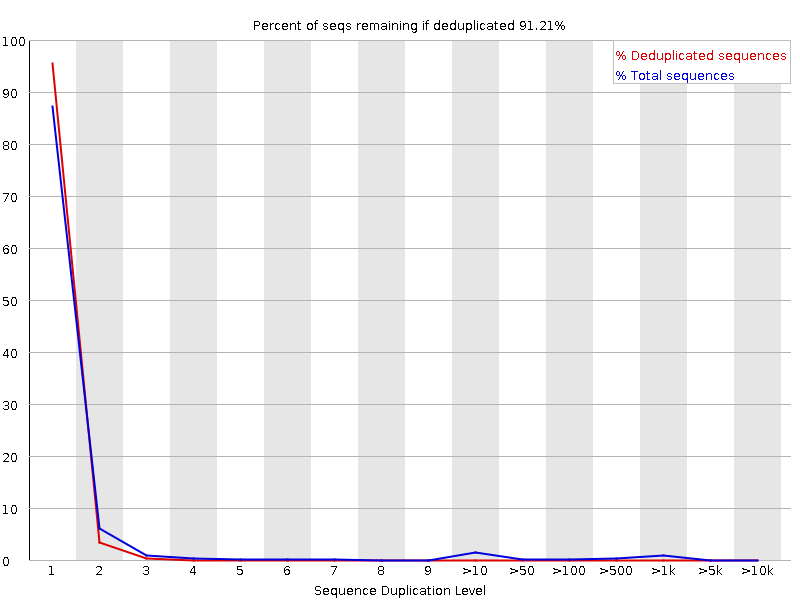 Percent of seqs remaining if deduplicated 91.21%
% Deduplicated sequences
% Total sequences
100
90
80
70
60
50
40
30
20
10
0
1 2 3 4 5 6 7 8 9 >10 >50 >100 >500 >1k >5k >10k
Sequence Duplication Level